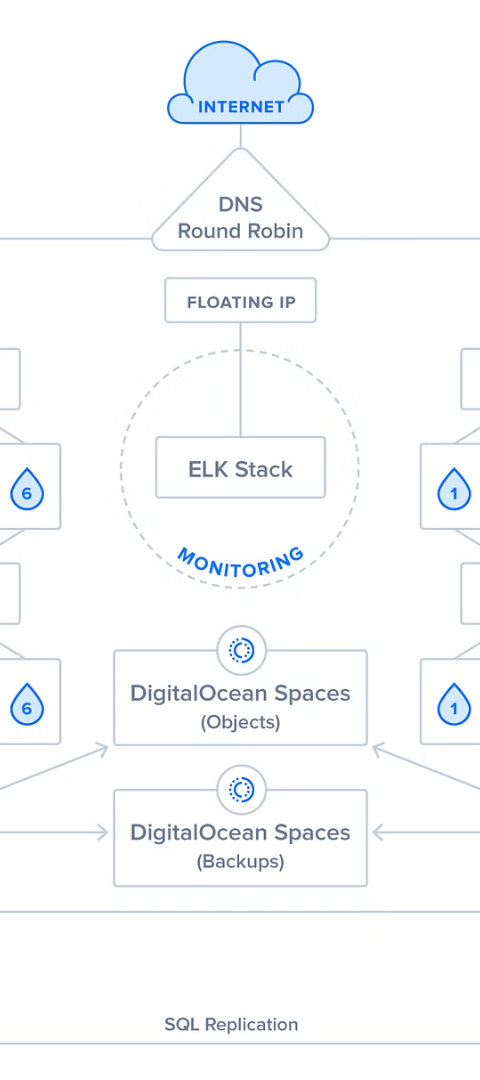 INTERNET
DNS
Round Robin
FLOATING IP
ELK Stack
6
1
MONITORING
DigitalOcean Spaces
(Objects)
6
1
DigitalOcean Spaces
(Backups)
SQL Replication